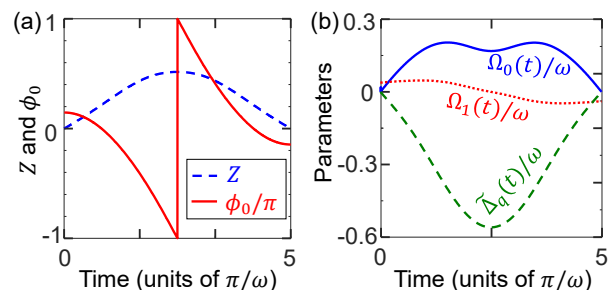 (a)
1
0
-1
Z and ϕ₀
Z
ϕ₀/π
0
5
Time (units of π/ω)
(b)
0.3
0
-0.3
-0.6
Parameters
Ω₀(t)/ω
Ω₁(t)/ω
Δ̃_q(t)/ω
0
5
Time (units of π/ω)